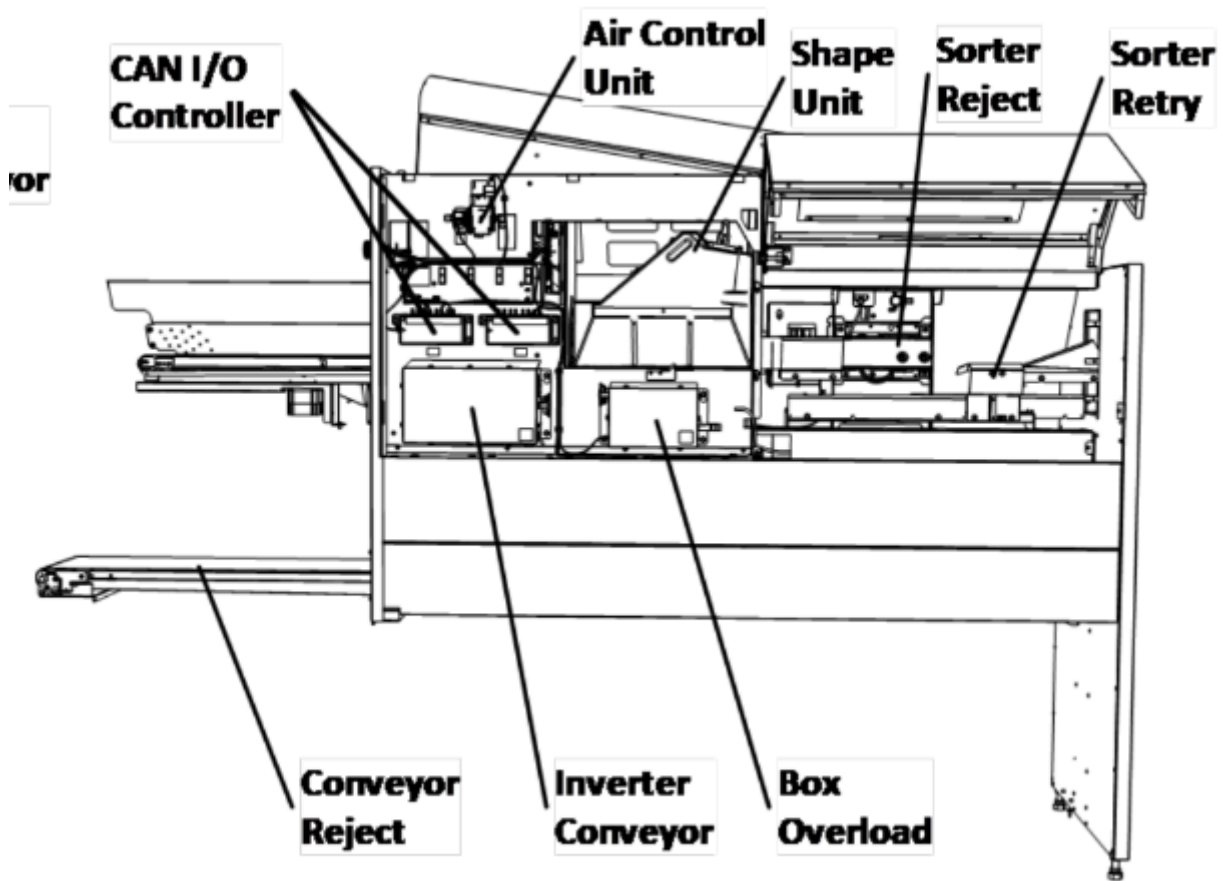 CAN I/O
Controller
Air Control
Unit
Shape
Unit
Sorter
Reject
Sorter
Retry
Conveyor
Reject
Inverter
Conveyor
Box
Overload